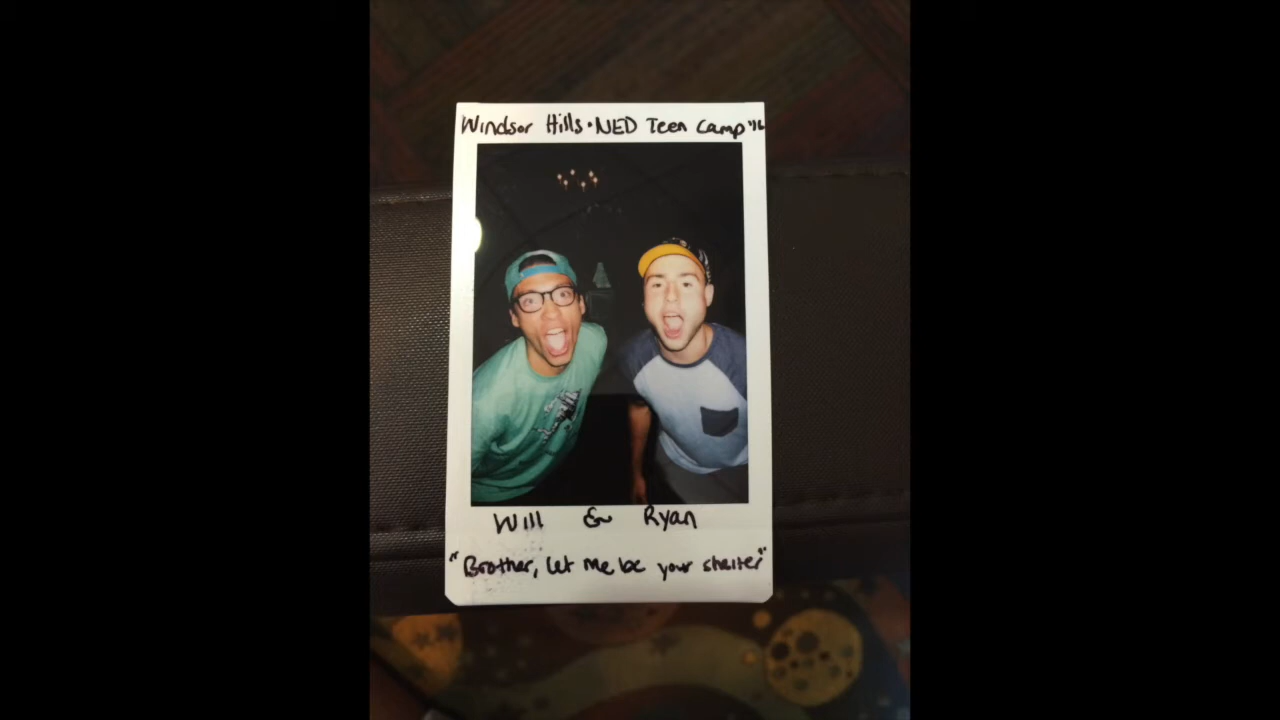 Windsor Hills • NED Teen Camp '16
Will & Ryan
"Brother, let me be your shelter"